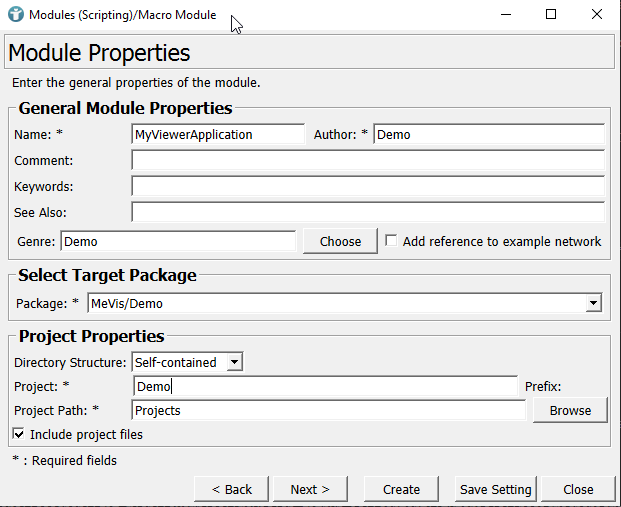 Modules (Scripting)/Macro Module
Module Properties
Enter the general properties of the module.
General Module Properties
Name: * MyViewerApplication Author: * Demo
Comment:
Keywords:
See Also:
Genre: Demo Choose Add reference to example network
Select Target Package
Package: * MeVis/Demo
Project Properties
Directory Structure: Self-contained
Project: * Demo Prefix:
Project Path: * Projects Browse
Include project files
* : Required fields
< Back Next > Create Save Setting Close